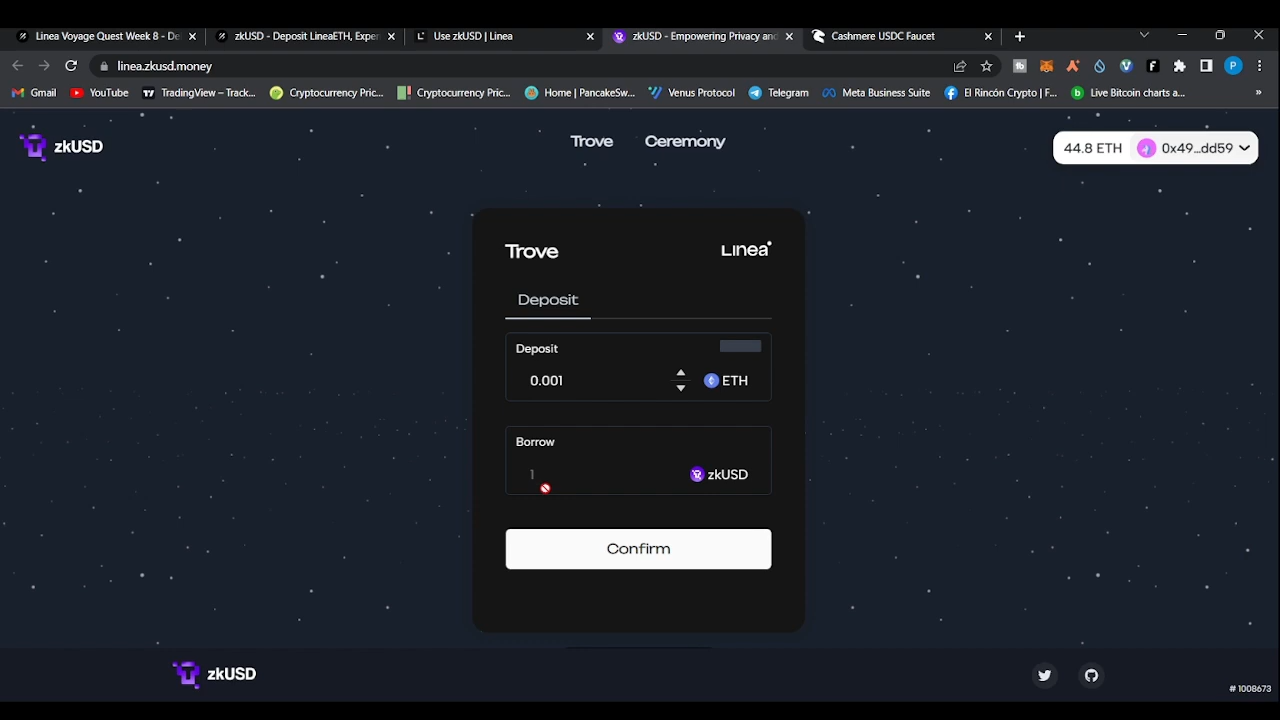 Linea Voyage Quest Week 8 - De
zkUSD - Deposit LineaETH, Exper
Use zkUSD | Linea
zkUSD - Empowering Privacy and
Cashmere USDC Faucet
linea.zkusd.money
P
Gmail
YouTube
TradingView – Track...
Cryptocurrency Pric...
Cryptocurrency Pric...
Home | PancakeSw...
Venus Protocol
Telegram
Meta Business Suite
El Rincón Crypto | F...
Live Bitcoin charts a...
»
zkUSD
Trove
Ceremony
44.8 ETH
0x49...dd59
Trove
Linea
Deposit
Deposit
0.001
ETH
Borrow
1
zkUSD
Confirm
zkUSD
# 1008673